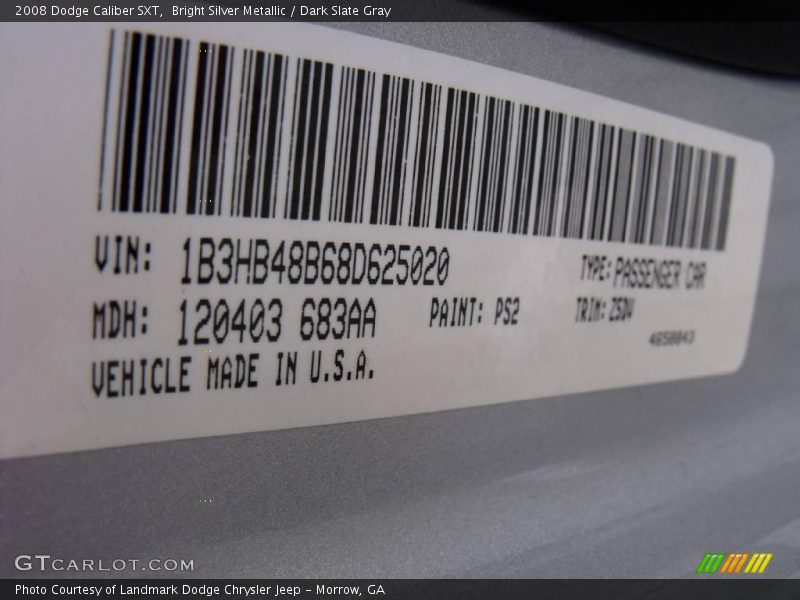 2008 Dodge Caliber SXT, Bright Silver Metallic / Dark Slate Gray
VIN: 1B3HB48B68D625020 TYPE: PASSENGER CAR
MDH: 120403 683AA PAINT: PS2 TRIM: Z5DV
4650043
VEHICLE MADE IN U.S.A.
GTCARLOT.COM
Photo Courtesy of Landmark Dodge Chrysler Jeep - Morrow, GA